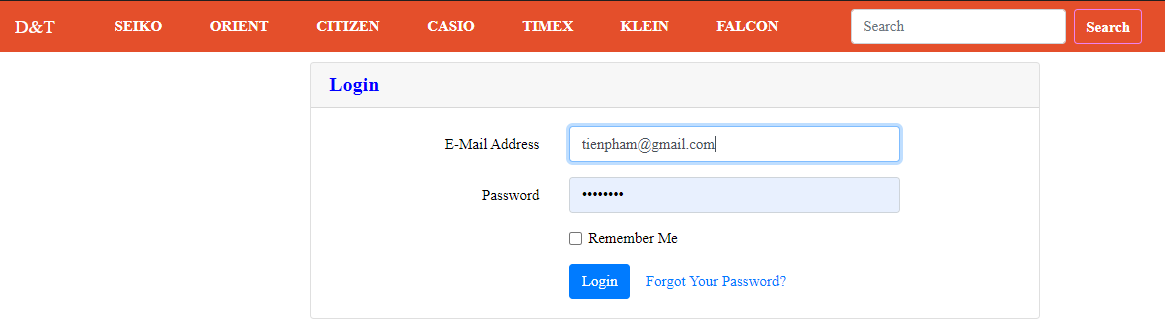 D&T SEIKO ORIENT CITIZEN CASIO TIMEX KLEIN FALCON Search Search
Login
E-Mail Address tienpham@gmail.com
Password ••••••••
Remember Me
Login Forgot Your Password?